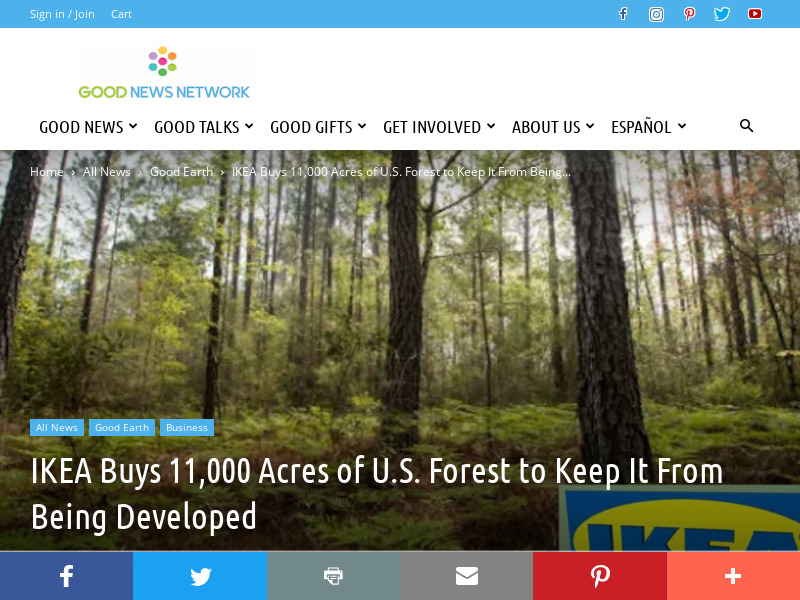 Sign in / Join Cart
GOOD NEWS NETWORK
GOOD NEWS GOOD TALKS GOOD GIFTS GET INVOLVED ABOUT US ESPAÑOL
Home › All News › Good Earth › IKEA Buys 11,000 Acres of U.S. Forest to Keep It From Being...
All News Good Earth Business
IKEA Buys 11,000 Acres of U.S. Forest to Keep It From
Being Developed
IKEA